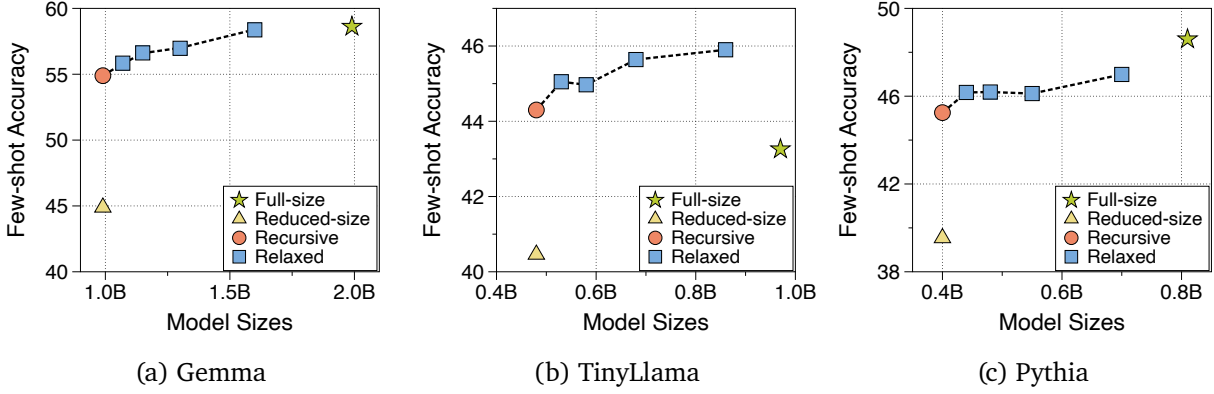 Few-shot Accuracy
60
55
50
45
40
1.0B 1.5B 2.0B
Model Sizes
Full-size
Reduced-size
Recursive
Relaxed
(a) Gemma
Few-shot Accuracy
46
44
42
40
0.4B 0.6B 0.8B 1.0B
Model Sizes
Full-size
Reduced-size
Recursive
Relaxed
(b) TinyLlama
Few-shot Accuracy
50
46
42
38
0.4B 0.6B 0.8B
Model Sizes
Full-size
Reduced-size
Recursive
Relaxed
(c) Pythia